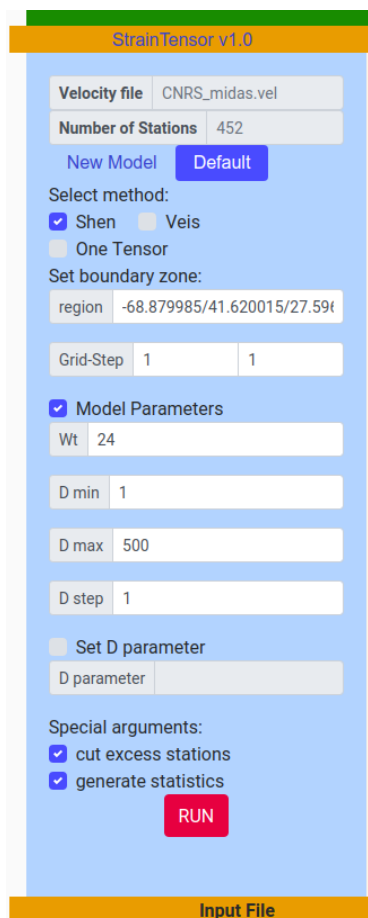 StrainTensor v1.0
Velocity file CNRS_midas.vel
Number of Stations 452
New Model Default
Select method:
Shen Veis
One Tensor
Set boundary zone:
region -68.879985/41.620015/27.596
Grid-Step 1 1
Model Parameters
Wt 24
D min 1
D max 500
D step 1
Set D parameter
D parameter
Special arguments:
cut excess stations
generate statistics
RUN
Input File